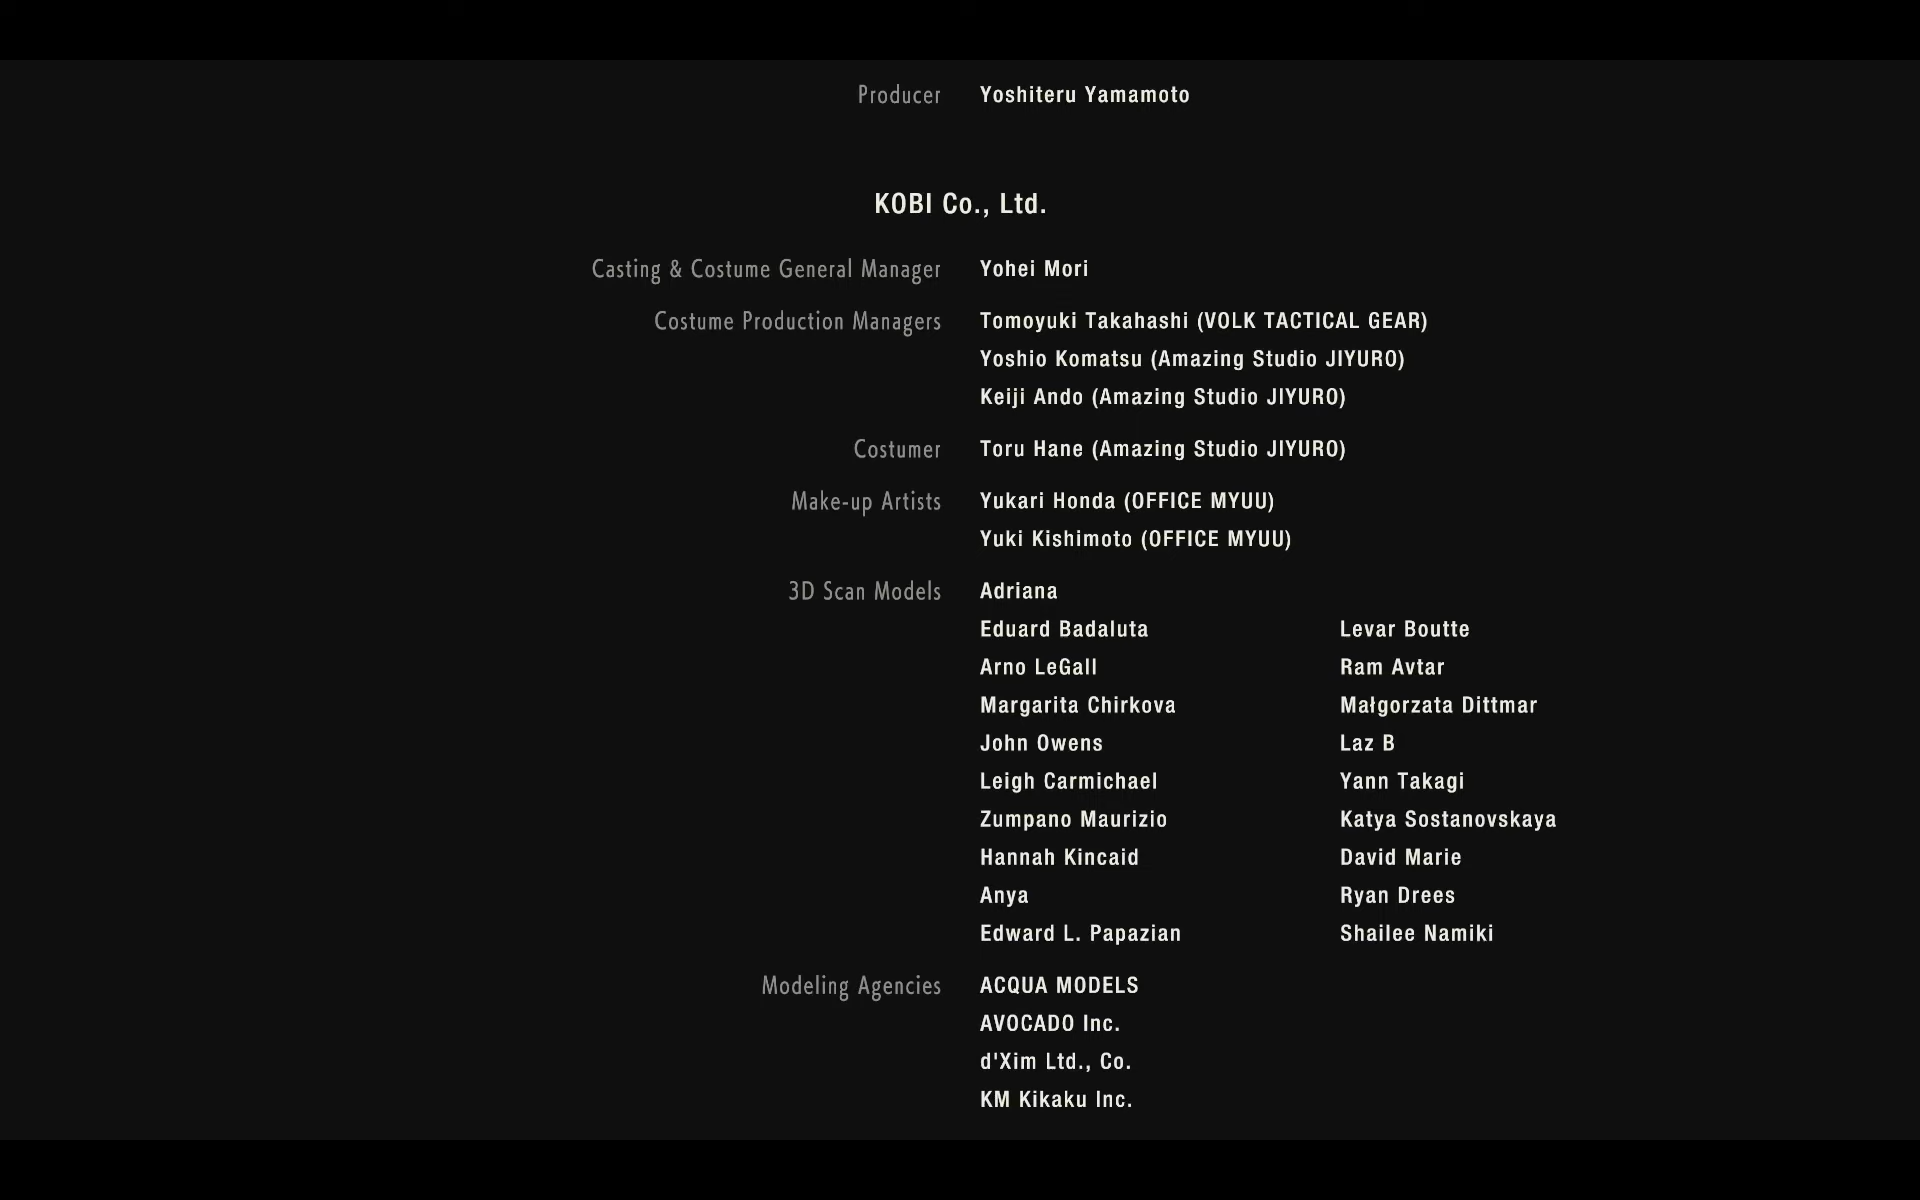 Producer Yoshiteru Yamamoto
KOBI Co., Ltd.
Casting & Costume General Manager Yohei Mori
Costume Production Managers Tomoyuki Takahashi (VOLK TACTICAL GEAR)
Yoshio Komatsu (Amazing Studio JIYURO)
Keiji Ando (Amazing Studio JIYURO)
Costumer Toru Hane (Amazing Studio JIYURO)
Make-up Artists Yukari Honda (OFFICE MYUU)
Yuki Kishimoto (OFFICE MYUU)
3D Scan Models Adriana
Eduard Badaluta Levar Boutte
Arno LeGall Ram Avtar
Margarita Chirkova Małgorzata Dittmar
John Owens Laz B
Leigh Carmichael Yann Takagi
Zumpano Maurizio Katya Sostanovskaya
Hannah Kincaid David Marie
Anya Ryan Drees
Edward L. Papazian Shailee Namiki
Modeling Agencies ACQUA MODELS
AVOCADO Inc.
d'Xim Ltd., Co.
KM Kikaku Inc.